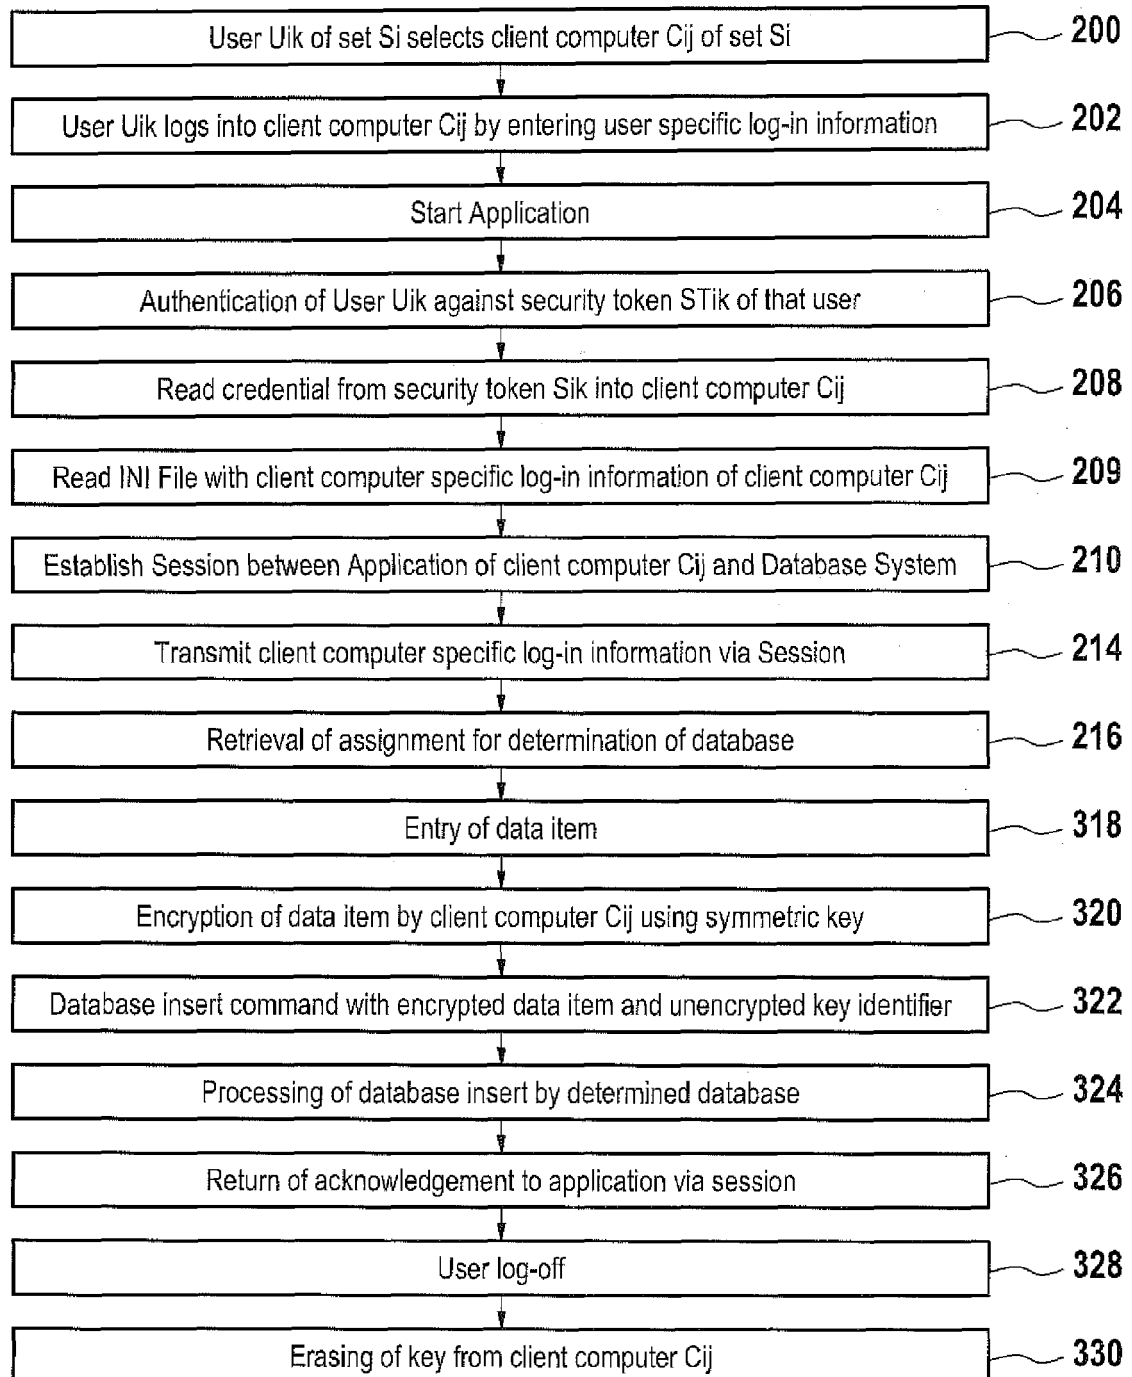 User Uik of set Si selects client computer Cij of set Si 200
User Uik logs into client computer Cij by entering user specific log-in information 202
Start Application 204
Authentication of User Uik against security token STik of that user 206
Read credential from security token Sik into client computer Cij 208
Read INI File with client computer specific log-in information of client computer Cij 209
Establish Session between Application of client computer Cij and Database System 210
Transmit client computer specific log-in information via Session 214
Retrieval of assignment for determination of database 216
Entry of data item 318
Encryption of data item by client computer Cij using symmetric key 320
Database insert command with encrypted data item and unencrypted key identifier 322
Processing of database insert by determined database 324
Return of acknowledgement to application via session 326
User log-off 328
Erasing of key from client computer Cij 330